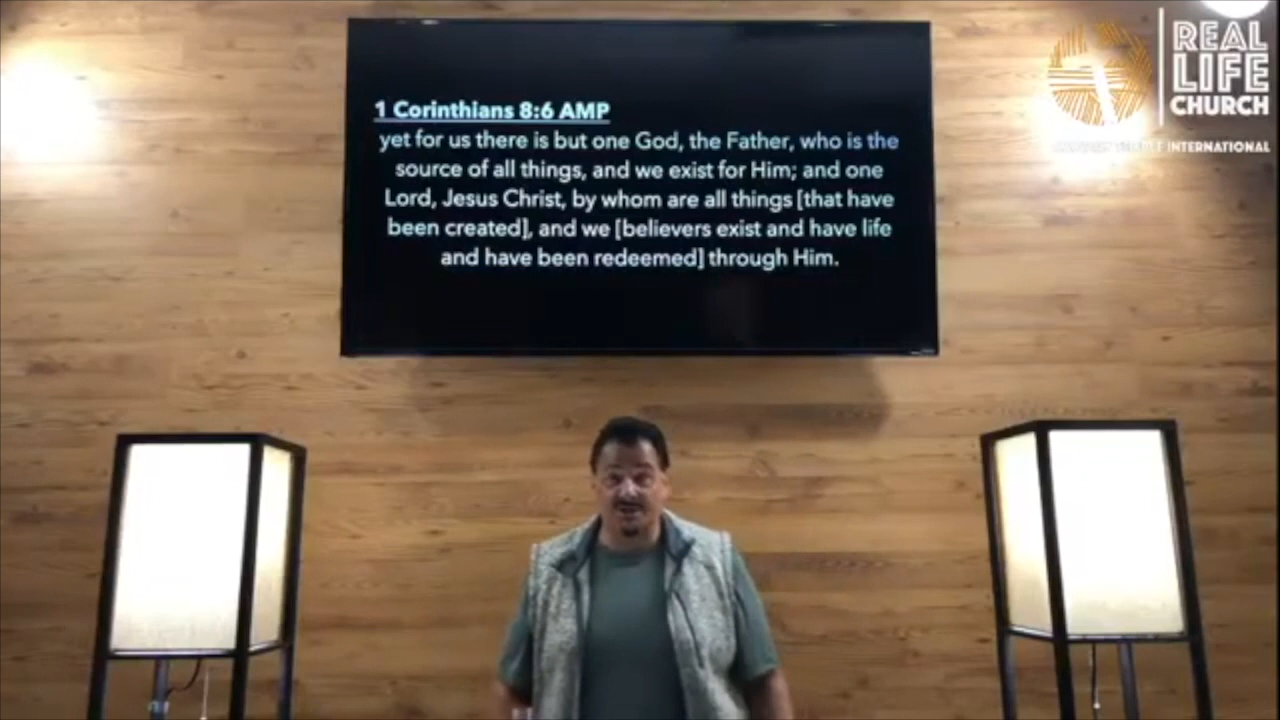 1 Corinthians 8:6 AMP
yet for us there is but one God, the Father, who is the
source of all things, and we exist for Him; and one
Lord, Jesus Christ, by whom are all things [that have
been created], and we [believers exist and have life
and have been redeemed] through Him.
REAL
LIFE
CHURCH
INTERNATIONAL